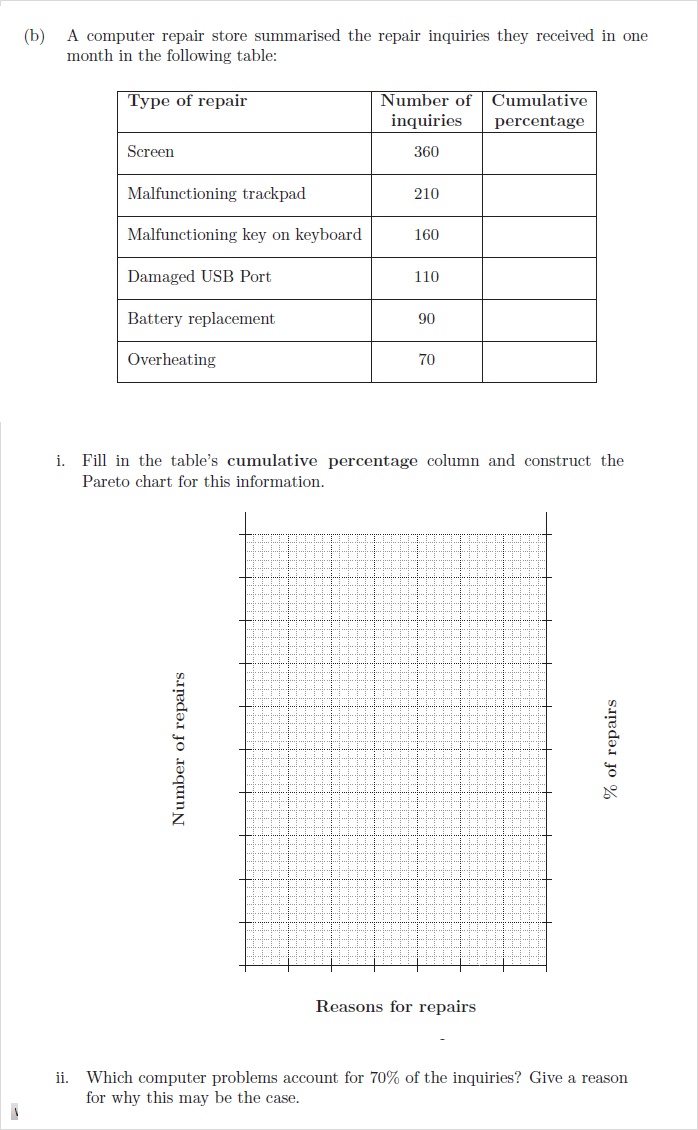 (b) A computer repair store summarised the repair inquiries they received in one
month in the following table:
Type of repair Number of inquiries Cumulative percentage
Screen 360
Malfunctioning trackpad 210
Malfunctioning key on keyboard 160
Damaged USB Port 110
Battery replacement 90
Overheating 70
i. Fill in the table's cumulative percentage column and construct the
Pareto chart for this information.
Number of repairs
% of repairs
Reasons for repairs
ii. Which computer problems account for 70% of the inquiries? Give a reason
for why this may be the case.